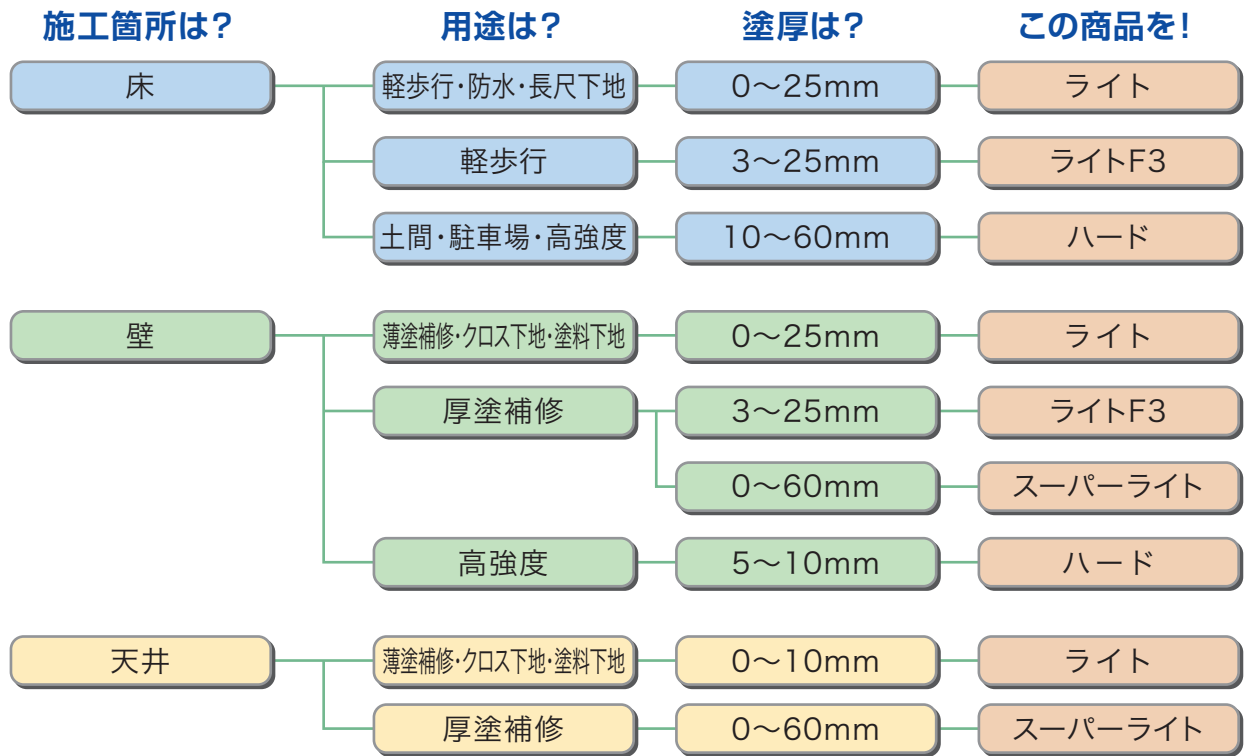 施工箇所は? 用途は? 塗厚は? この商品を!
床 軽歩行・防水・長尺下地 0〜25mm ライト
軽歩行 3〜25mm ライトF3
土間・駐車場・高強度 10〜60mm ハード
壁 薄塗補修・クロス下地・塗料下地 0〜25mm ライト
厚塗補修 3〜25mm ライトF3
0〜60mm スーパーライト
高強度 5〜10mm ハード
天井 薄塗補修・クロス下地・塗料下地 0〜10mm ライト
厚塗補修 0〜60mm スーパーライト